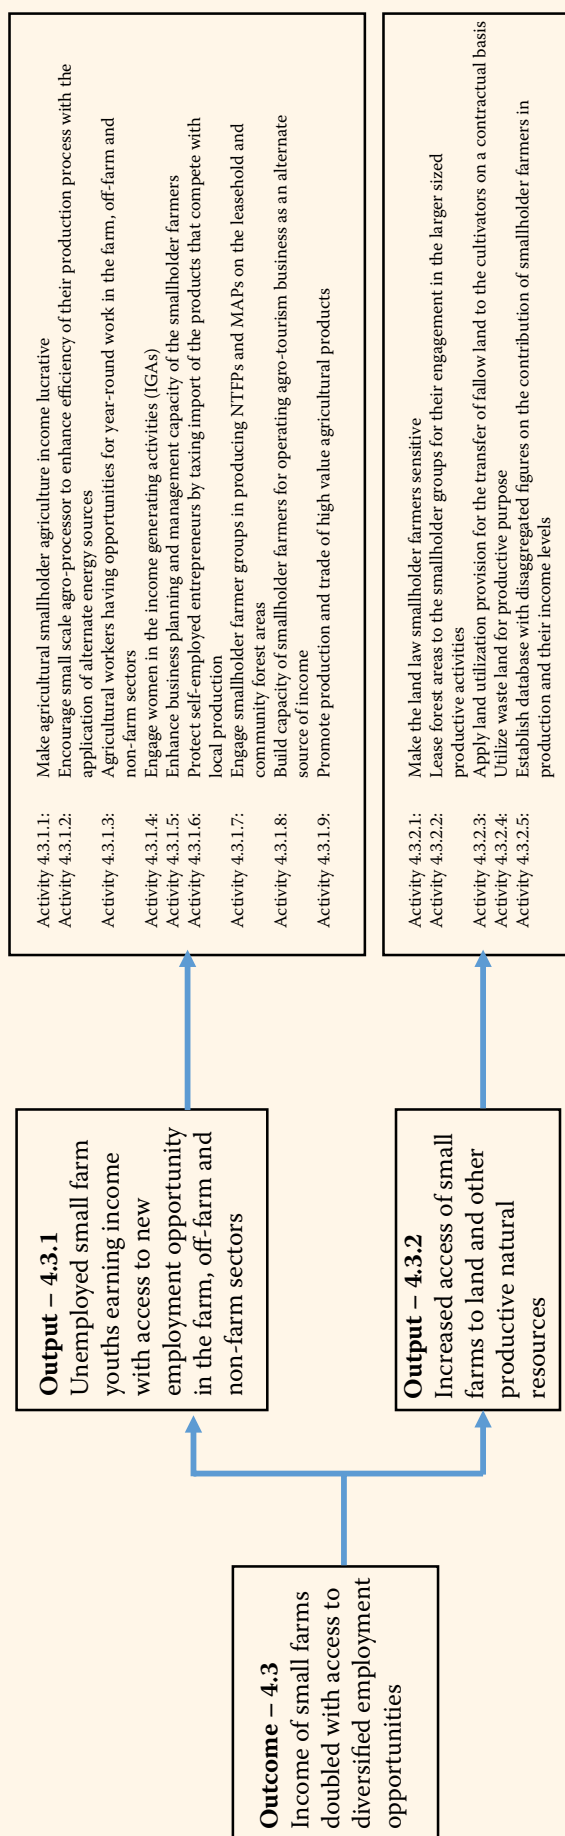 Outcome – 4.3
Income of small farms
doubled with access to
diversified employment
opportunities
Output – 4.3.1
Unemployed small farm
youths earning income
with access to new
employment opportunity
in the farm, off-farm and
non-farm sectors
Output – 4.3.2
Increased access of small
farms to land and other
productive natural
resources
Activity 4.3.1.1: Make agricultural smallholder agriculture income lucrative
Activity 4.3.1.2: Encourage small scale agro-processor to enhance efficiency of their production process with the
application of alternate energy sources
Activity 4.3.1.3: Agricultural workers having opportunities for year-round work in the farm, off-farm and
non-farm sectors
Activity 4.3.1.4: Engage women in the income generating activities (IGAs)
Activity 4.3.1.5: Enhance business planning and management capacity of the smallholder farmers
Activity 4.3.1.6: Protect self-employed entrepreneurs by taxing import of the products that compete with
local production
Activity 4.3.1.7: Engage smallholder farmer groups in producing NTFPs and MAPs on the leasehold and
community forest areas
Activity 4.3.1.8: Build capacity of smallholder farmers for operating agro-tourism business as an alternate
source of income
Activity 4.3.1.9: Promote production and trade of high value agricultural products
Activity 4.3.2.1: Make the land law smallholder farmers sensitive
Activity 4.3.2.2: Lease forest areas to the smallholder groups for their engagement in the larger sized
productive activities
Activity 4.3.2.3: Apply land utilization provision for the transfer of fallow land to the cultivators on a contractual basis
Activity 4.3.2.4: Utilize waste land for productive purpose
Activity 4.3.2.5: Establish database with disaggregated figures on the contribution of smallholder farmers in
production and their income levels